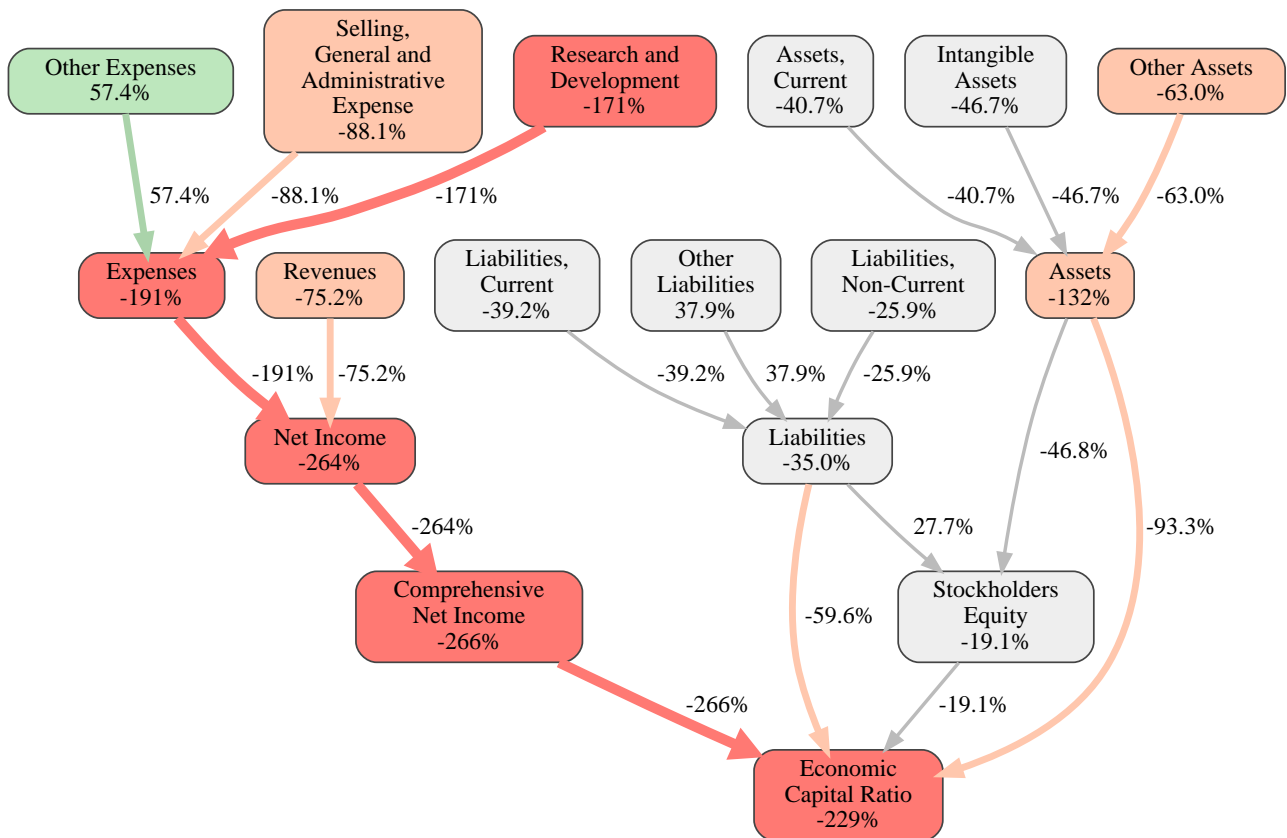 Other Expenses
57.4%
Selling,
General and
Administrative
Expense
-88.1%
Research and
Development
-171%
Assets,
Current
-40.7%
Intangible
Assets
-46.7%
Other Assets
-63.0%
57.4%
-88.1%
-171%
-40.7%
-46.7%
-63.0%
Expenses
-191%
Revenues
-75.2%
Liabilities,
Current
-39.2%
Other
Liabilities
37.9%
Liabilities,
Non-Current
-25.9%
Assets
-132%
-191%
-75.2%
-39.2%
37.9%
-25.9%
Net Income
-264%
Liabilities
-35.0%
-46.8%
-264%
27.7%
-93.3%
Comprehensive
Net Income
-266%
-59.6%
Stockholders
Equity
-19.1%
-266%
-19.1%
Economic
Capital Ratio
-229%